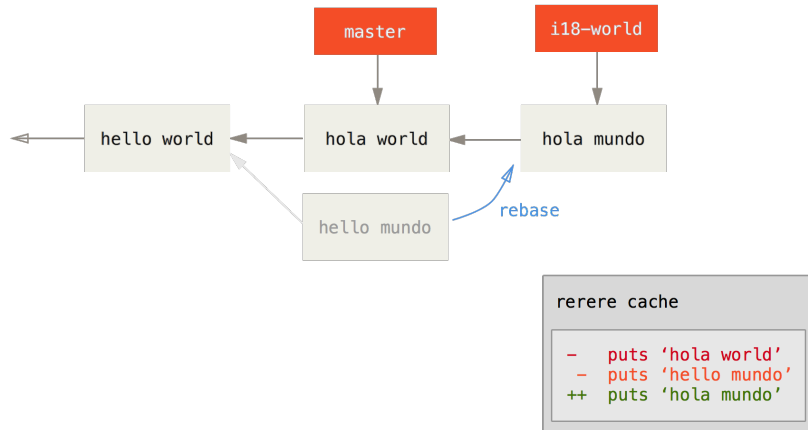 master
i18-world
hello world
hola world
hola mundo
hello mundo
rebase
rerere cache
- puts ‘hola world’
- puts ‘hello mundo’
++ puts ‘hola mundo’